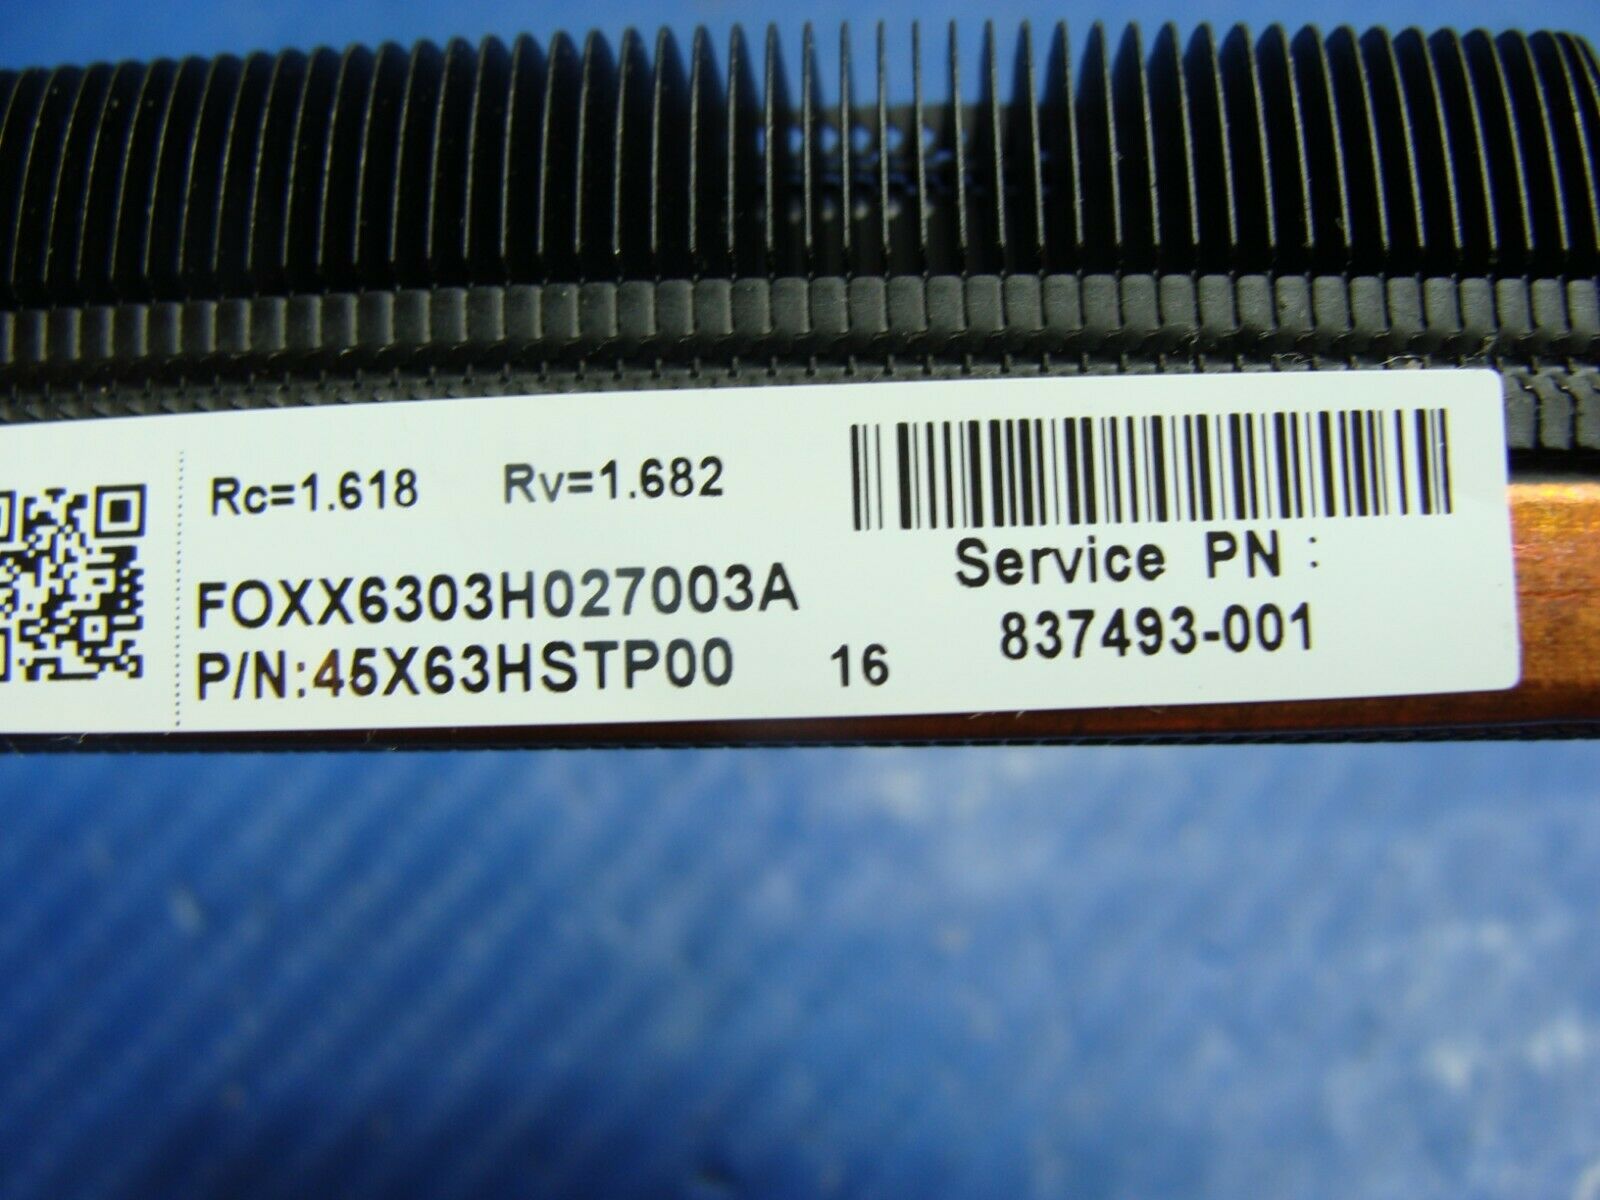 Rc=1.618 Rv=1.682
FOXX6303H027003A
P/N:45X63HSTP00 16
Service PN :
837493-001